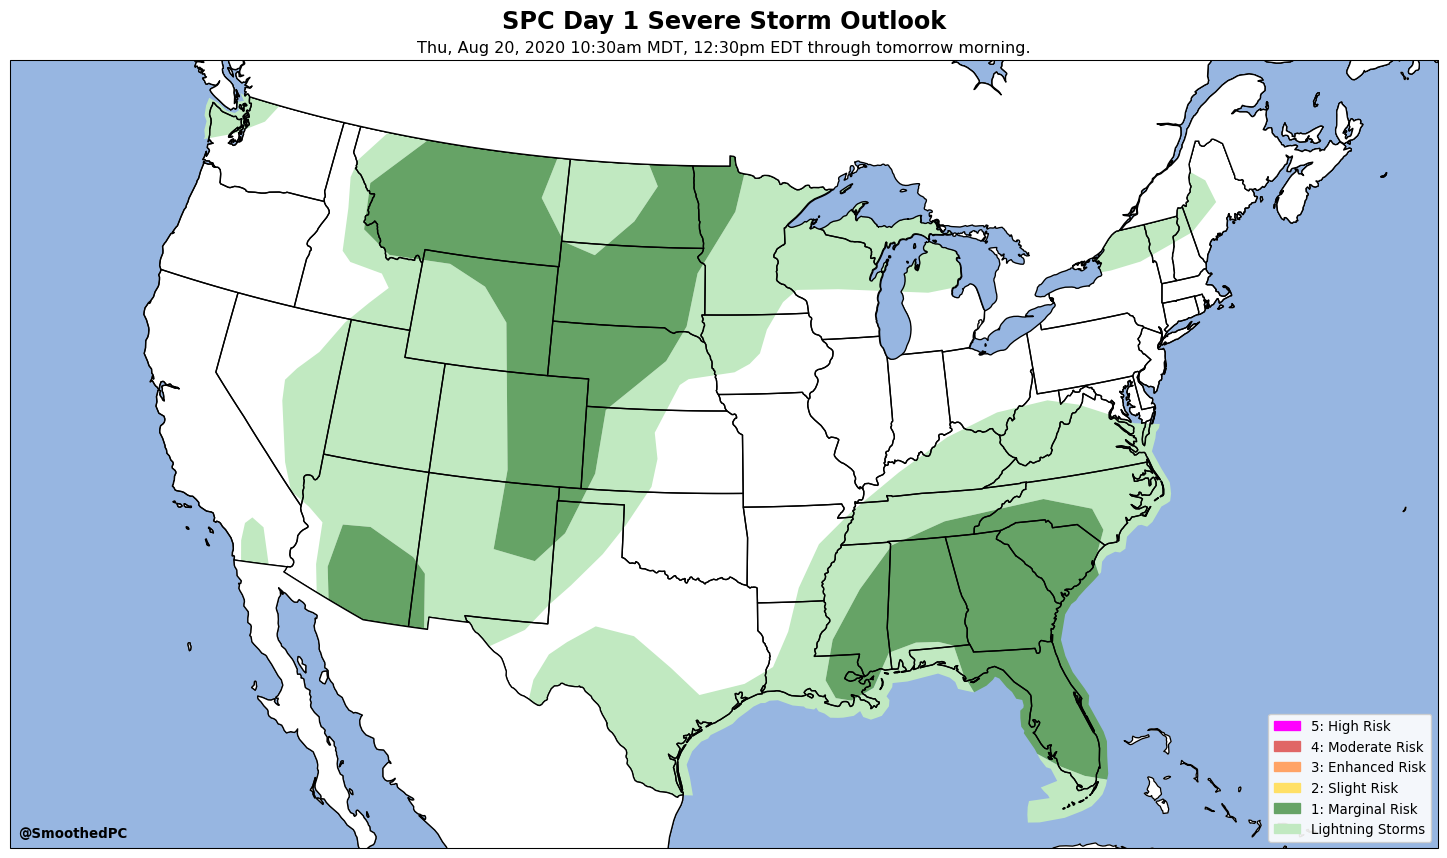 SPC Day 1 Severe Storm Outlook
Thu, Aug 20, 2020 10:30am MDT, 12:30pm EDT through tomorrow morning.
5: High Risk
4: Moderate Risk
3: Enhanced Risk
2: Slight Risk
1: Marginal Risk
Lightning Storms
@SmoothedPC